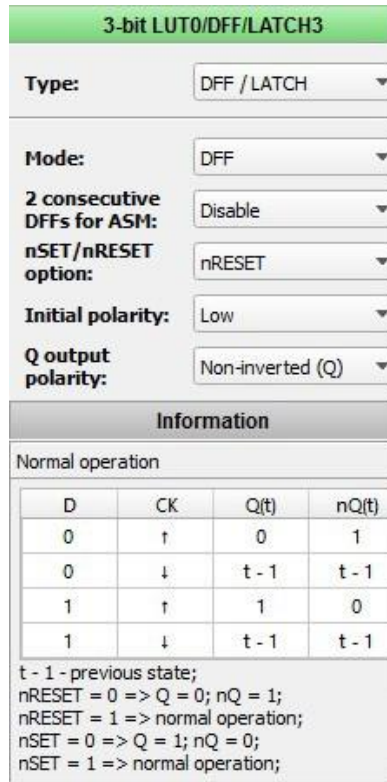 3-bit LUT0/DFF/LATCH3
Type: DFF / LATCH
Mode: DFF
2 consecutive
DFFs for ASM: Disable
nSET/nRESET
option: nRESET
Initial polarity: Low
Q output
polarity: Non-inverted (Q)
Information
Normal operation
D CK Q(t) nQ(t)
0 ↑ 0 1
0 ↓ t - 1 t - 1
1 ↑ 1 0
1 ↓ t - 1 t - 1
t - 1 - previous state;
nRESET = 0 => Q = 0; nQ = 1;
nRESET = 1 => normal operation;
nSET = 0 => Q = 1; nQ = 0;
nSET = 1 => normal operation;